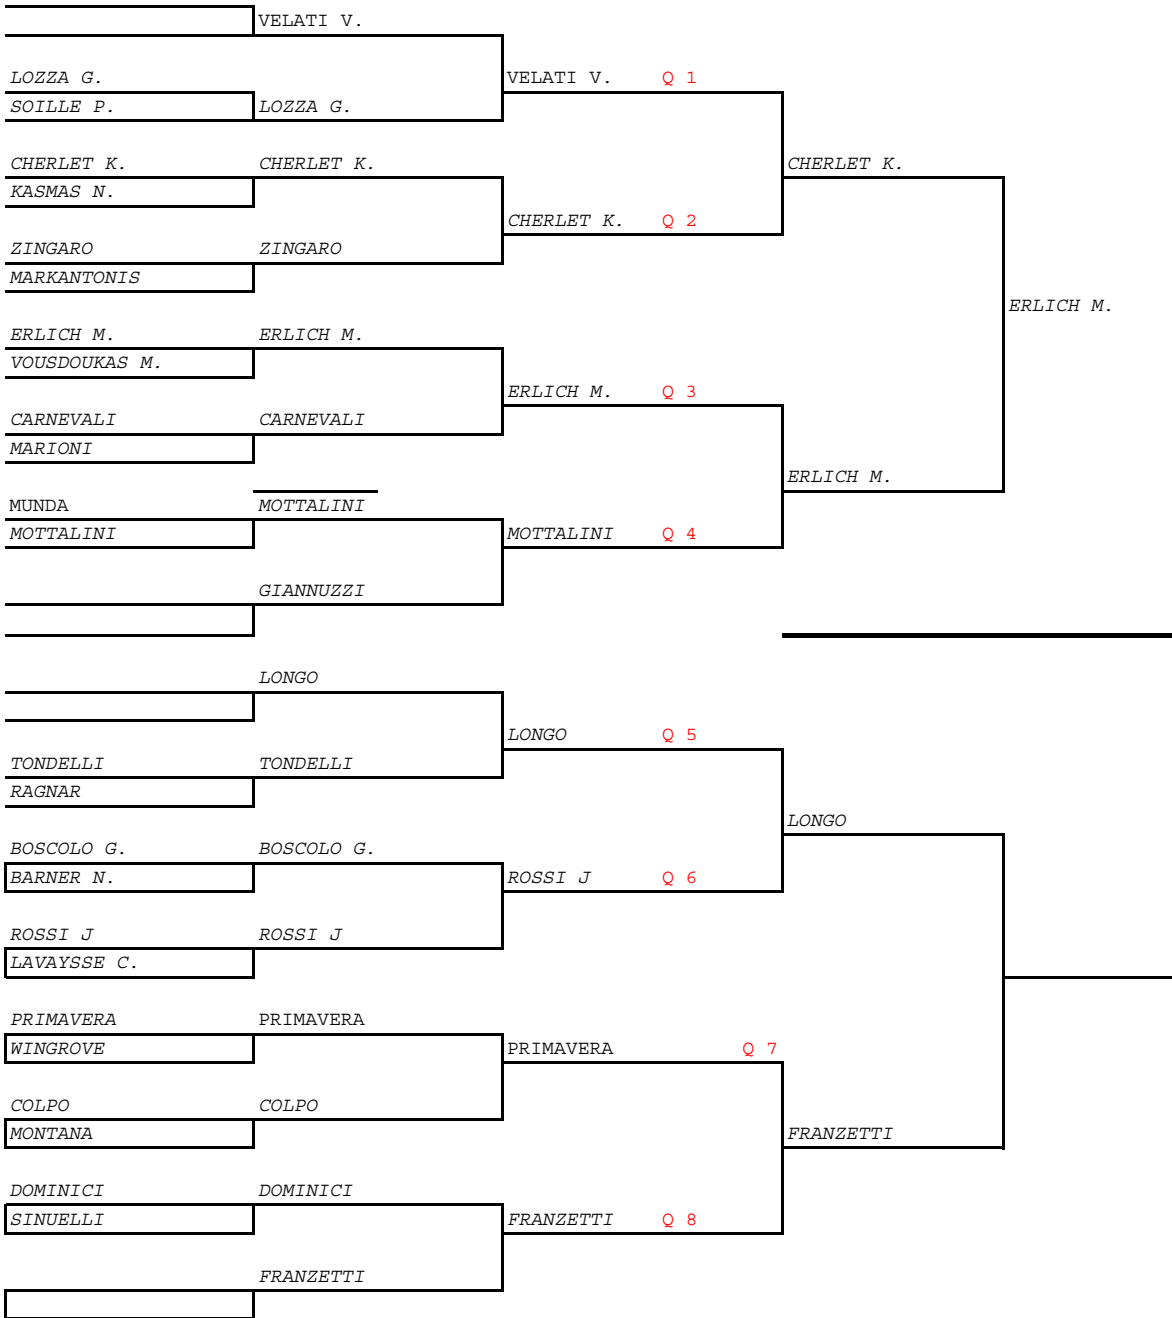 VELATI V.
LOZZA G.
VELATI V. Q 1
SOILLE P. LOZZA G.
CHERLET K. CHERLET K. CHERLET K.
KASMAS N.
CHERLET K. Q 2
ZINGARO ZINGARO
MARKANTONIS
ERLICH M.
ERLICH M. ERLICH M.
VOUSDOUKAS M.
ERLICH M. Q 3
CARNEVALI CARNEVALI
MARIONI
ERLICH M.
MUNDA MOTTALINI
MOTTALINI MOTTALINI Q 4
GIANNUZZI
LONGO
LONGO Q 5
TONDELLI TONDELLI
RAGNAR
LONGO
BOSCOLO G. BOSCOLO G.
BARNER N. ROSSI J Q 6
ROSSI J ROSSI J
LAVAYSSE C.
PRIMAVERA PRIMAVERA
WINGROVE PRIMAVERA Q 7
COLPO COLPO
MONTANA FRANZETTI
DOMINICI DOMINICI
SINUELLI FRANZETTI Q 8
FRANZETTI